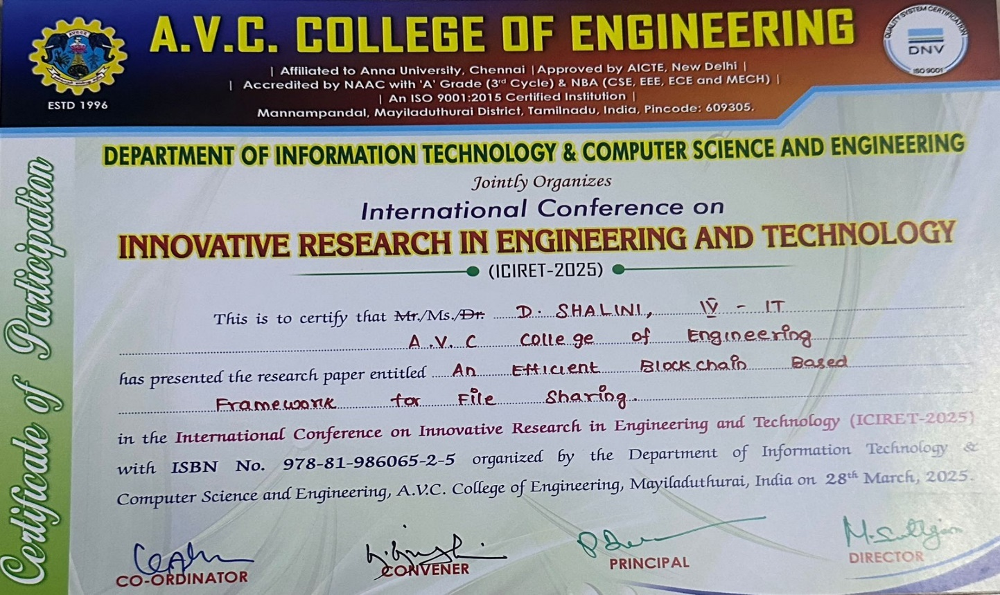 A.V.C. COLLEGE OF ENGINEERING
| Affiliated to Anna University, Chennai | Approved by AICTE, New Delhi |
| Accredited by NAAC with 'A' Grade (3rd Cycle) & NBA (CSE, EEE, ECE and MECH) |
| An ISO 9001:2015 Certified Institution |
Mannampandal, Mayiladuthurai District, Tamilnadu, India, Pincode: 609305.
AVCCE
ESTD 1996
QUALITY SYSTEM CERTIFICATION
DNV
ISO 9001
Certificate of Participation
DEPARTMENT OF INFORMATION TECHNOLOGY & COMPUTER SCIENCE AND ENGINEERING
Jointly Organizes
International Conference on
INNOVATIVE RESEARCH IN ENGINEERING AND TECHNOLOGY
(ICIRET-2025)
This is to certify that Mr./Ms./Dr. D. SHALINI, IV - IT
A.V.C College of Engineering
has presented the research paper entitled An Efficient Blockchain Based
Framework for File Sharing.
in the International Conference on Innovative Research in Engineering and Technology (ICIRET-2025)
with ISBN No. 978-81-986065-2-5 organized by the Department of Information Technology &
Computer Science and Engineering, A.V.C. College of Engineering, Mayiladuthurai, India on 28th March, 2025.
CO-ORDINATOR
CONVENER
PRINCIPAL
DIRECTOR